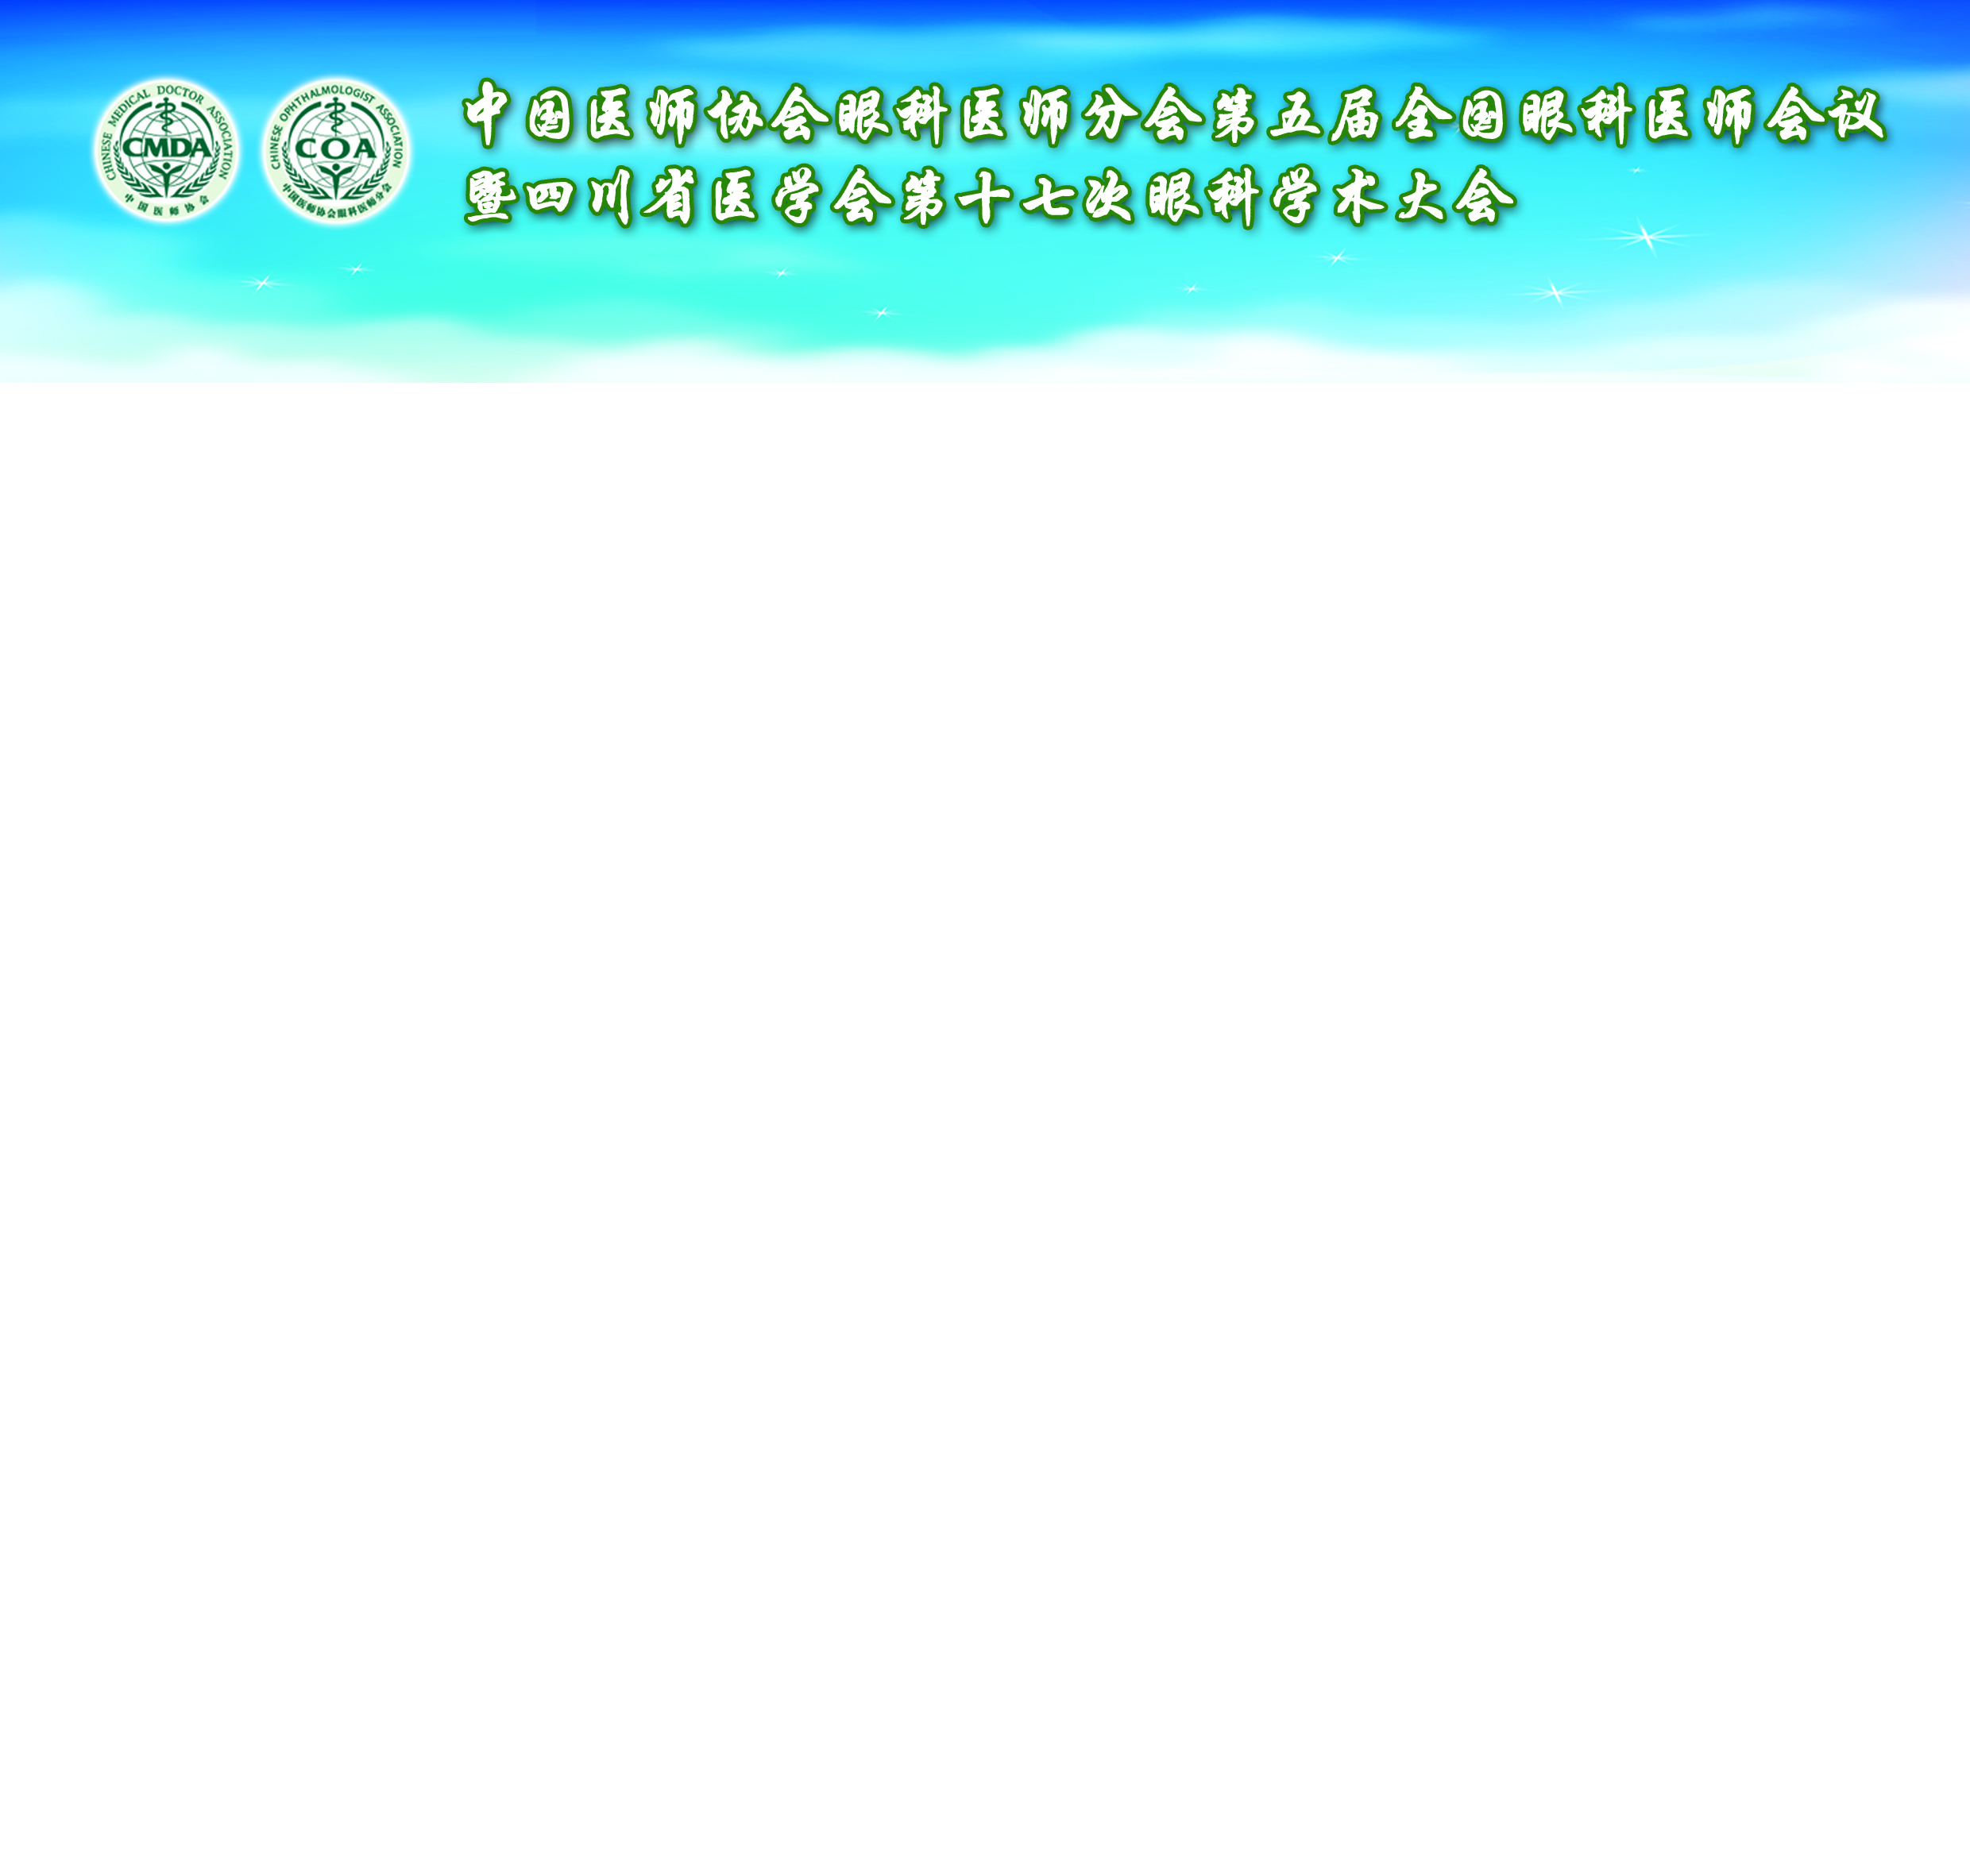 CHINESE MEDICAL DOCTOR ASSOCIATION
CMDA
中国医师协会
CHINESE OPHTHALMOLOGIST ASSOCIATION
COA
中国医师协会眼科医师分会
中国医师协会眼科医师分会第五届全国眼科医师会议
暨四川省医学会第十七次眼科学术大会